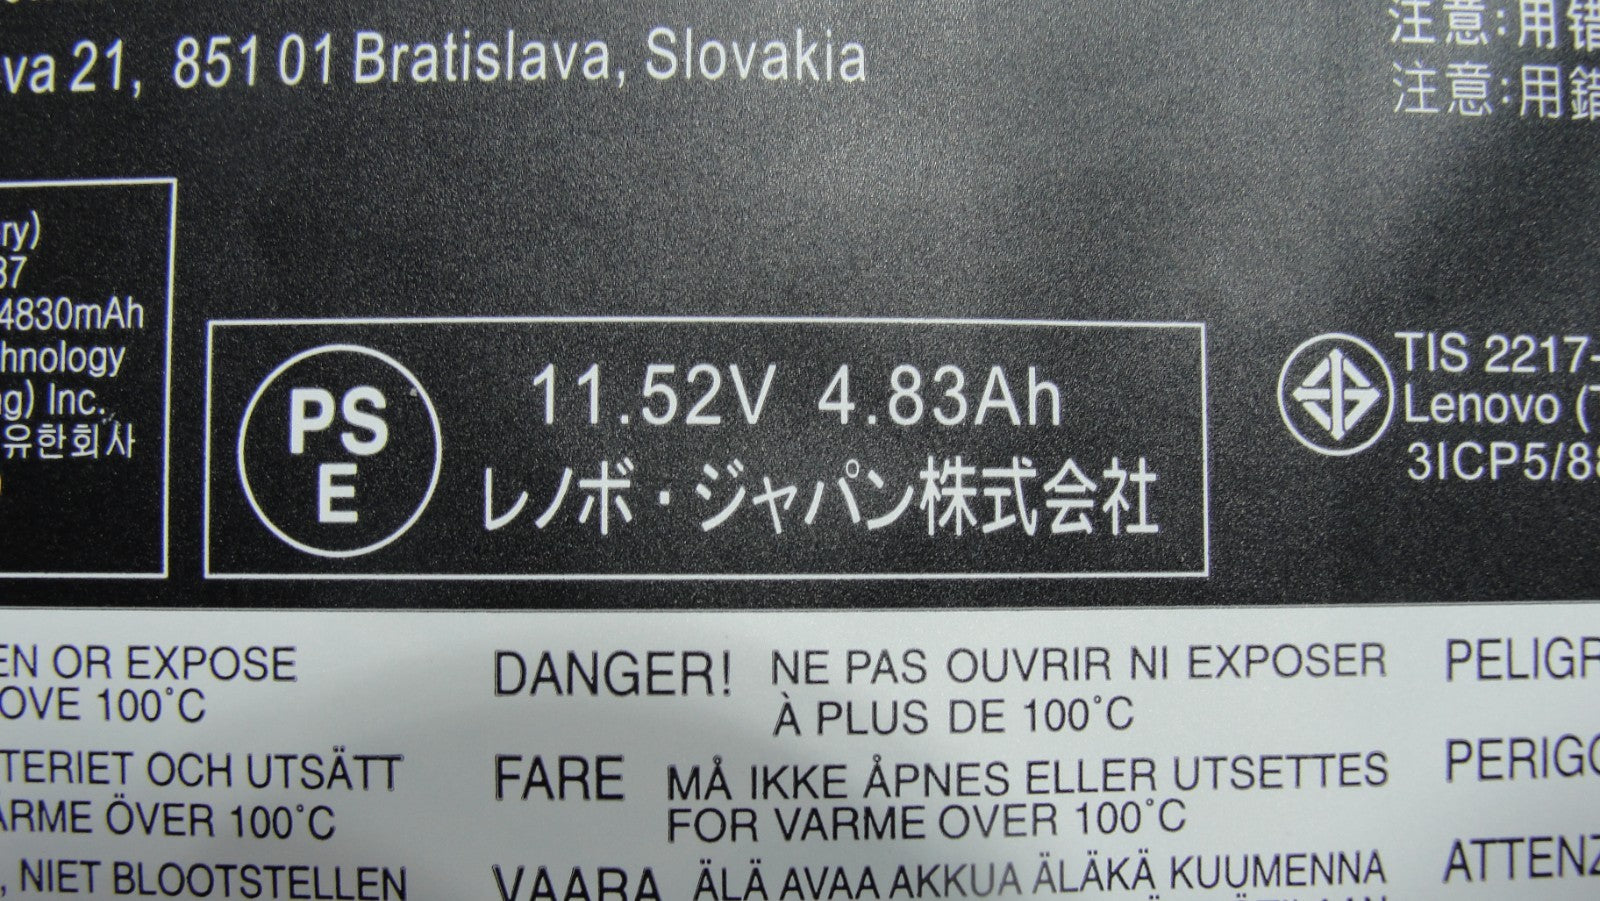 va 21, 851 01 Bratislava, Slovakia
注意:用错
注意:用錯
ry)
37
4830mAh
hnology
g) Inc.
유한회사
PS
E
11.52V 4.83Ah
レノボ・ジャパン株式会社
TIS 2217-
Lenovo (
3ICP5/88
EN OR EXPOSE
OVE 100°C
DANGER! NE PAS OUVRIR NI EXPOSER
À PLUS DE 100°C
PELIGR
TERIET OCH UTSÄTT
ARME ÖVER 100°C
FARE MÅ IKKE ÅPNES ELLER UTSETTES
FOR VARME OVER 100°C
PERIGO
, NIET BLOOTSTELLEN
VAARA ÄLÄ AVAA AKKUA ÄLÄKÄ KUUMENNA
ATTENZ